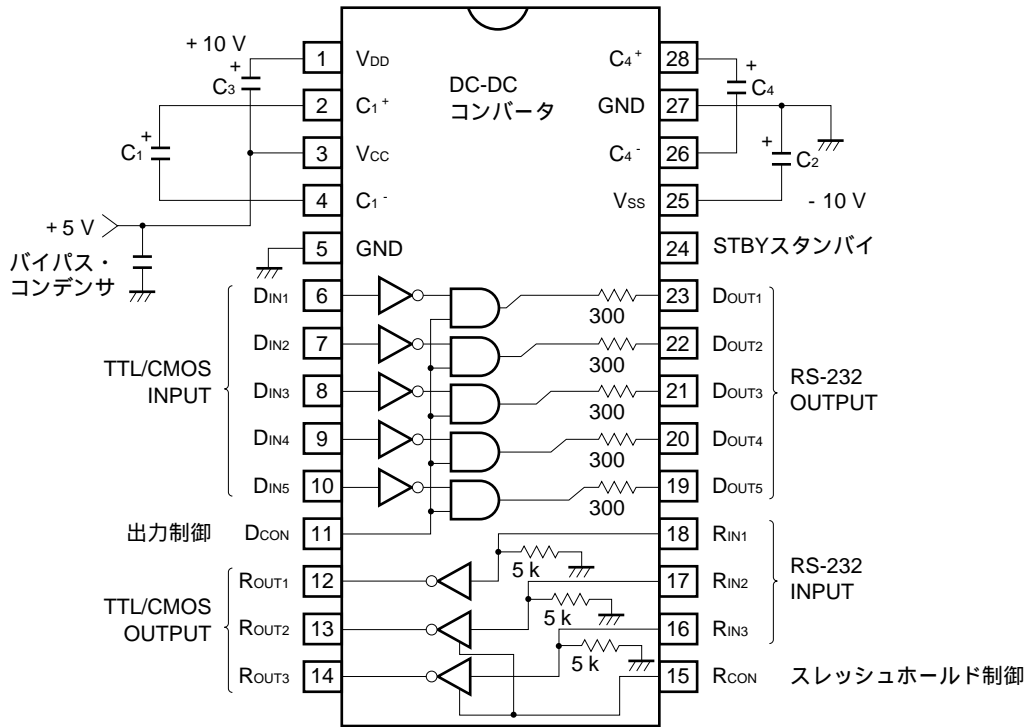 + 10 V
+
C3
1
VDD
2
C1+
+
C1
3
VCC
4
C1-
+ 5 V
バイパス・
コンデンサ
5
GND
DC-DC
コンバータ
C4+
28
+
C4
GND
27
C4-
26
+
C2
VSS
25
- 10 V
24
STBYスタンバイ
TTL/CMOS
INPUT
DIN1
6
DIN2
7
DIN3
8
DIN4
9
DIN5
10
300
300
300
300
300
23
DOUT1
22
DOUT2
21
DOUT3
20
DOUT4
19
DOUT5
RS-232
OUTPUT
出力制御
DCON
11
TTL/CMOS
OUTPUT
ROUT1
12
ROUT2
13
ROUT3
14
5 k
5 k
5 k
18
RIN1
17
RIN2
16
RIN3
RS-232
INPUT
15
RCON
スレッシュホールド制御